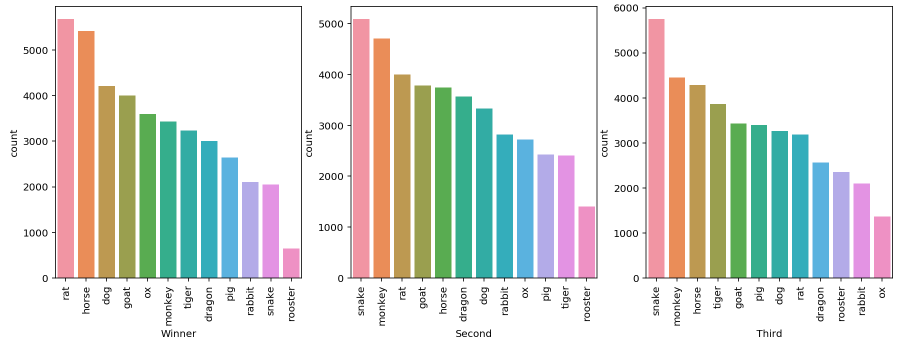 count
5000
4000
3000
2000
1000
0
rat
horse
dog
goat
ox
monkey
tiger
dragon
pig
rabbit
snake
rooster
Winner
count
5000
4000
3000
2000
1000
0
snake
monkey
rat
goat
horse
dragon
dog
rabbit
ox
pig
tiger
rooster
Second
count
6000
5000
4000
3000
2000
1000
0
snake
monkey
horse
tiger
goat
pig
dog
rat
dragon
rooster
rabbit
ox
Third